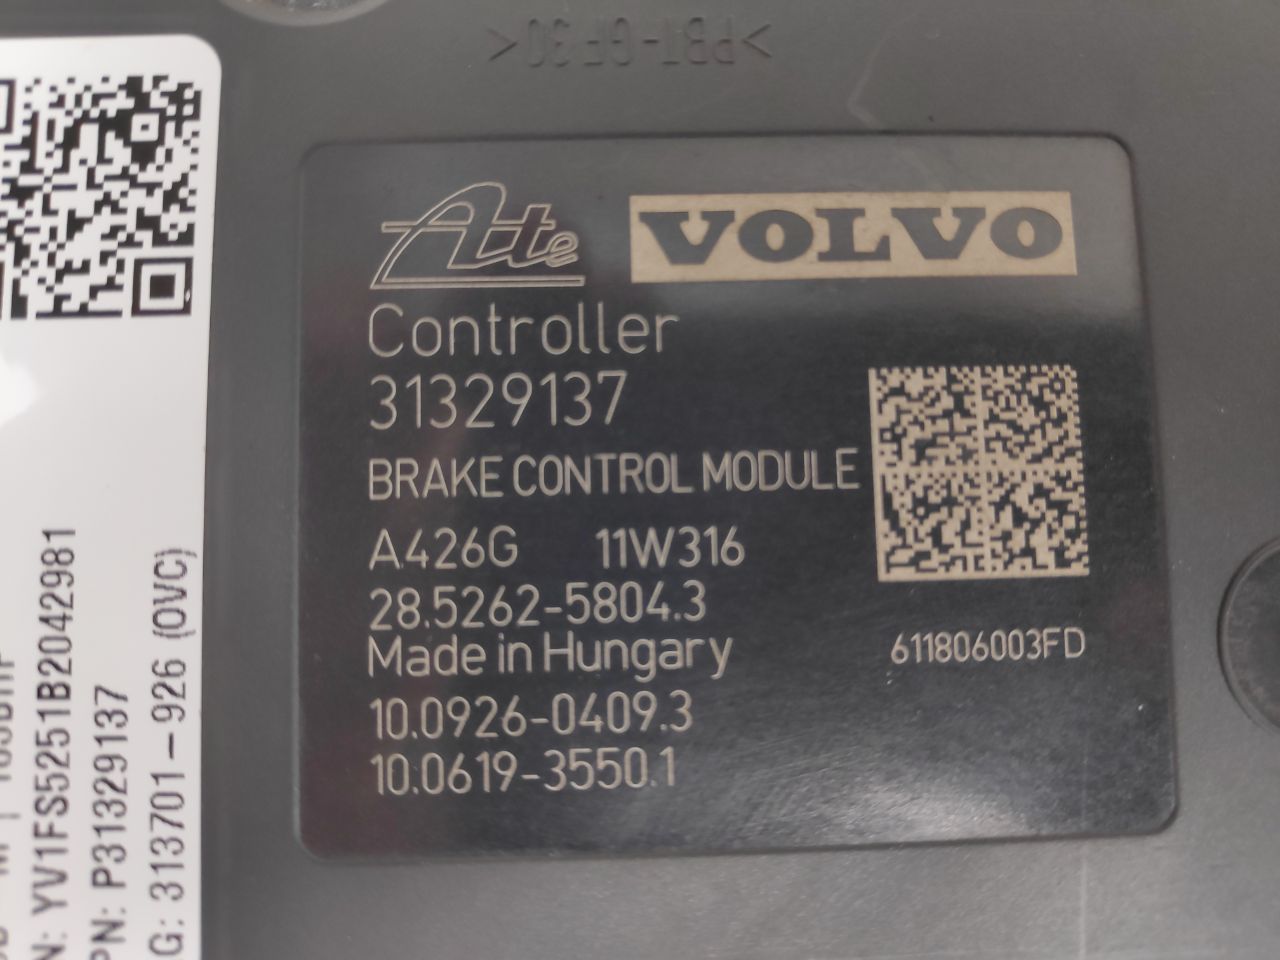 >PBT-GF30<
Ate VOLVO
Controller
31329137
BRAKE CONTROL MODULE
A426G 11W316
28.5262-5804.3
Made in Hungary
611806003FD
10.0926-0409.3
10.0619-3550.1
N: YV1FS5251B2042981
PN: P31329137
G: 313701-926 (OVC)